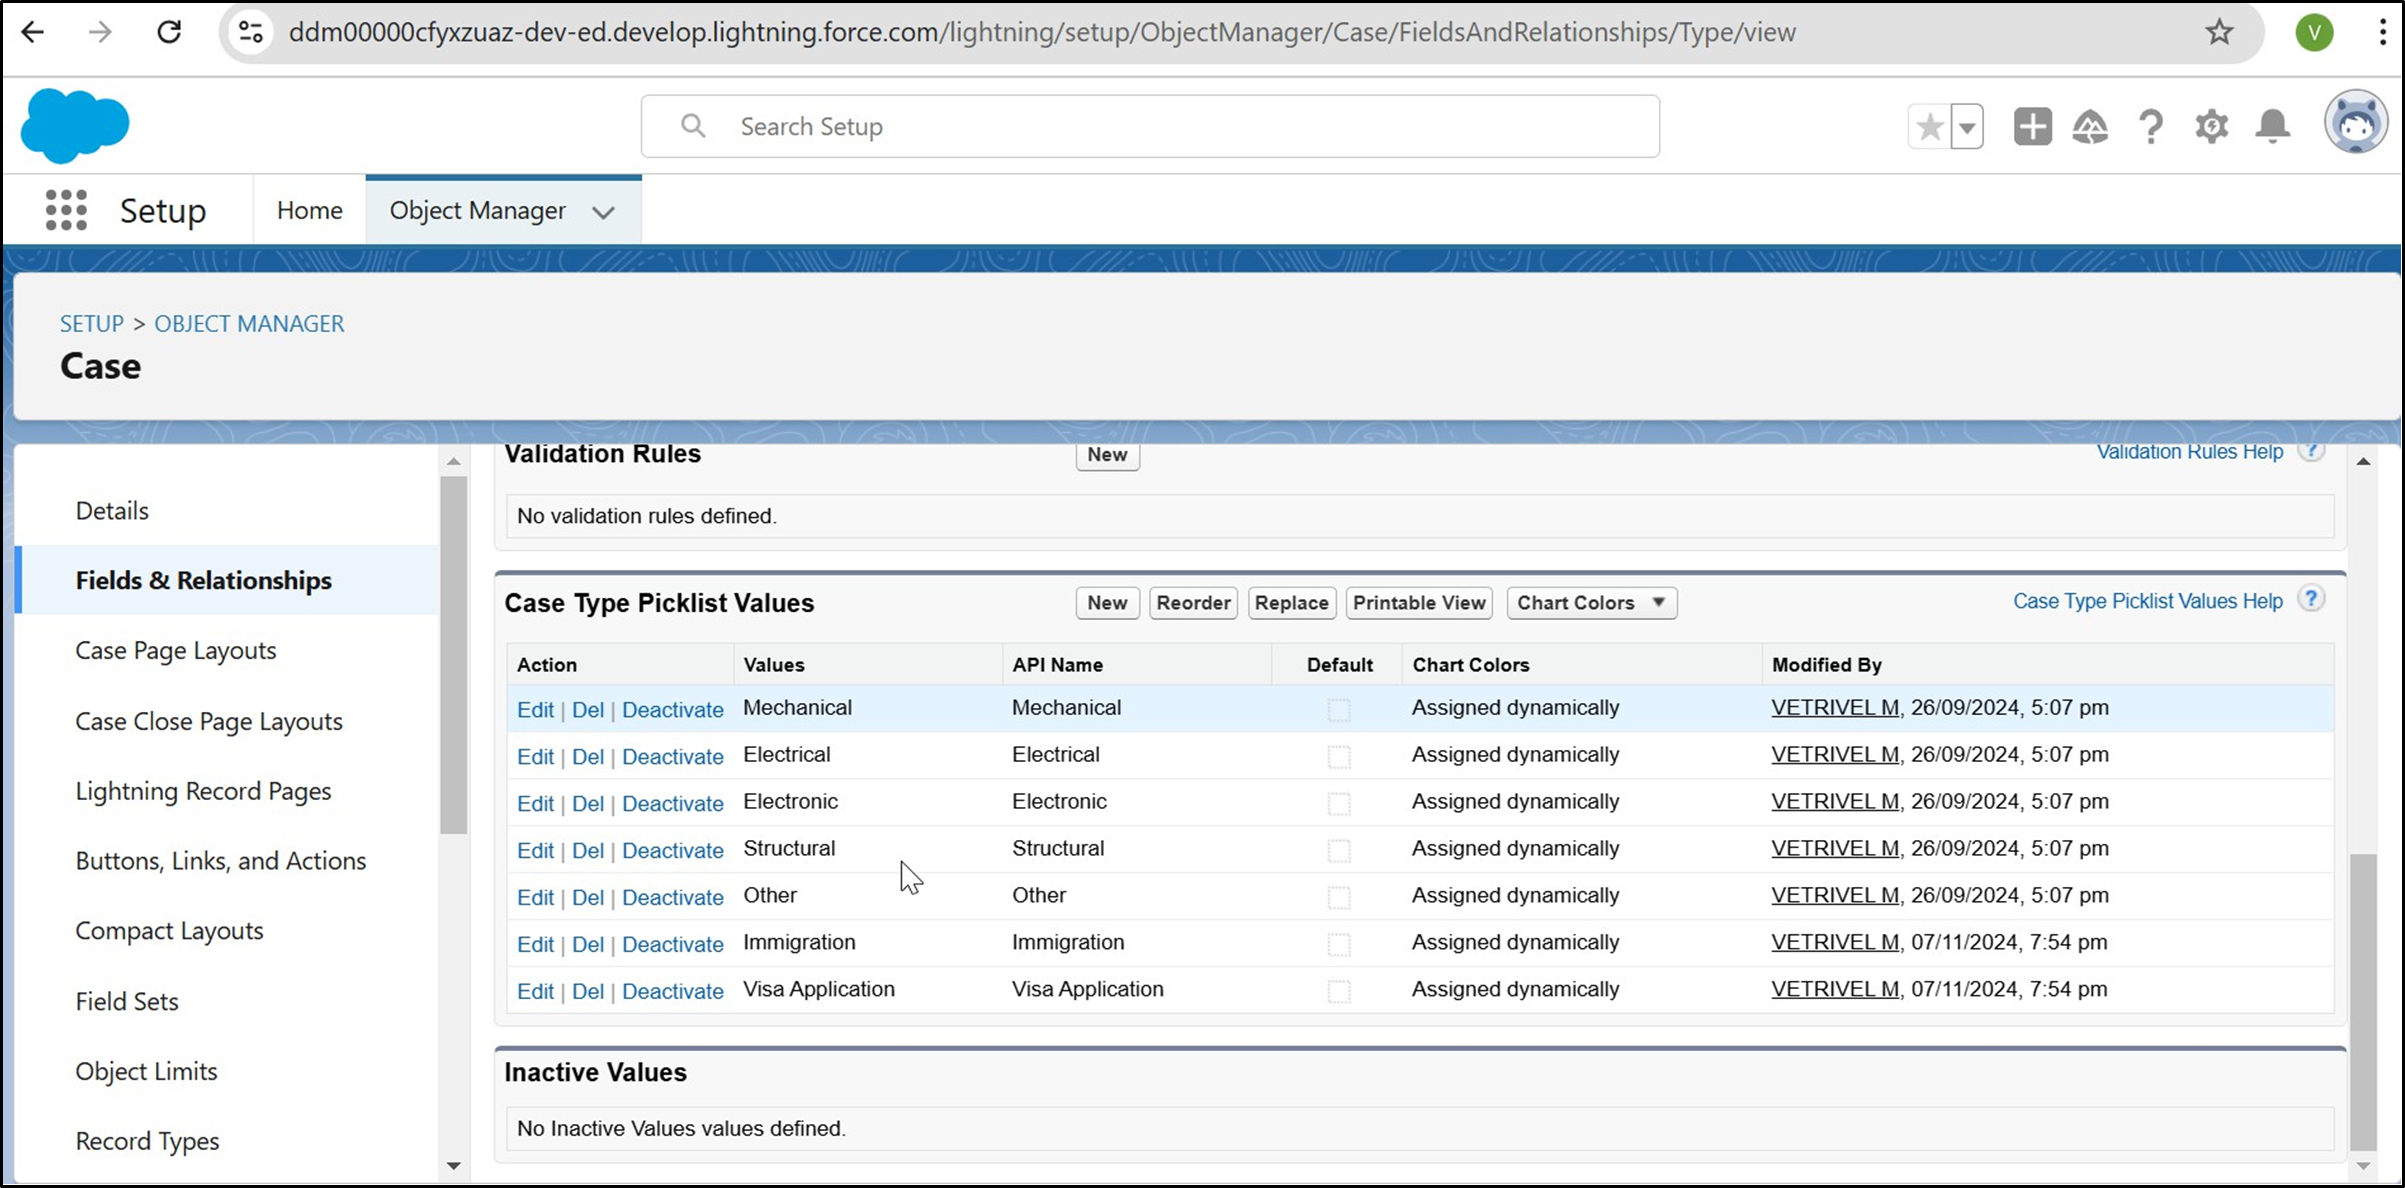 ddm00000cfyxzuaz-dev-ed.develop.lightning.force.com/lightning/setup/ObjectManager/Case/FieldsAndRelationships/Type/view
V
Search Setup
Setup
Home
Object Manager
SETUP > OBJECT MANAGER
Case
Details
Fields & Relationships
Case Page Layouts
Case Close Page Layouts
Lightning Record Pages
Buttons, Links, and Actions
Compact Layouts
Field Sets
Object Limits
Record Types
Validation Rules New Validation Rules Help ?
No validation rules defined.
Case Type Picklist Values New Reorder Replace Printable View Chart Colors Case Type Picklist Values Help ?
Action Values API Name Default Chart Colors Modified By
Edit | Del | Deactivate Mechanical Mechanical Assigned dynamically VETRIVEL M, 26/09/2024, 5:07 pm
Edit | Del | Deactivate Electrical Electrical Assigned dynamically VETRIVEL M, 26/09/2024, 5:07 pm
Edit | Del | Deactivate Electronic Electronic Assigned dynamically VETRIVEL M, 26/09/2024, 5:07 pm
Edit | Del | Deactivate Structural Structural Assigned dynamically VETRIVEL M, 26/09/2024, 5:07 pm
Edit | Del | Deactivate Other Other Assigned dynamically VETRIVEL M, 26/09/2024, 5:07 pm
Edit | Del | Deactivate Immigration Immigration Assigned dynamically VETRIVEL M, 07/11/2024, 7:54 pm
Edit | Del | Deactivate Visa Application Visa Application Assigned dynamically VETRIVEL M, 07/11/2024, 7:54 pm
Inactive Values
No Inactive Values values defined.